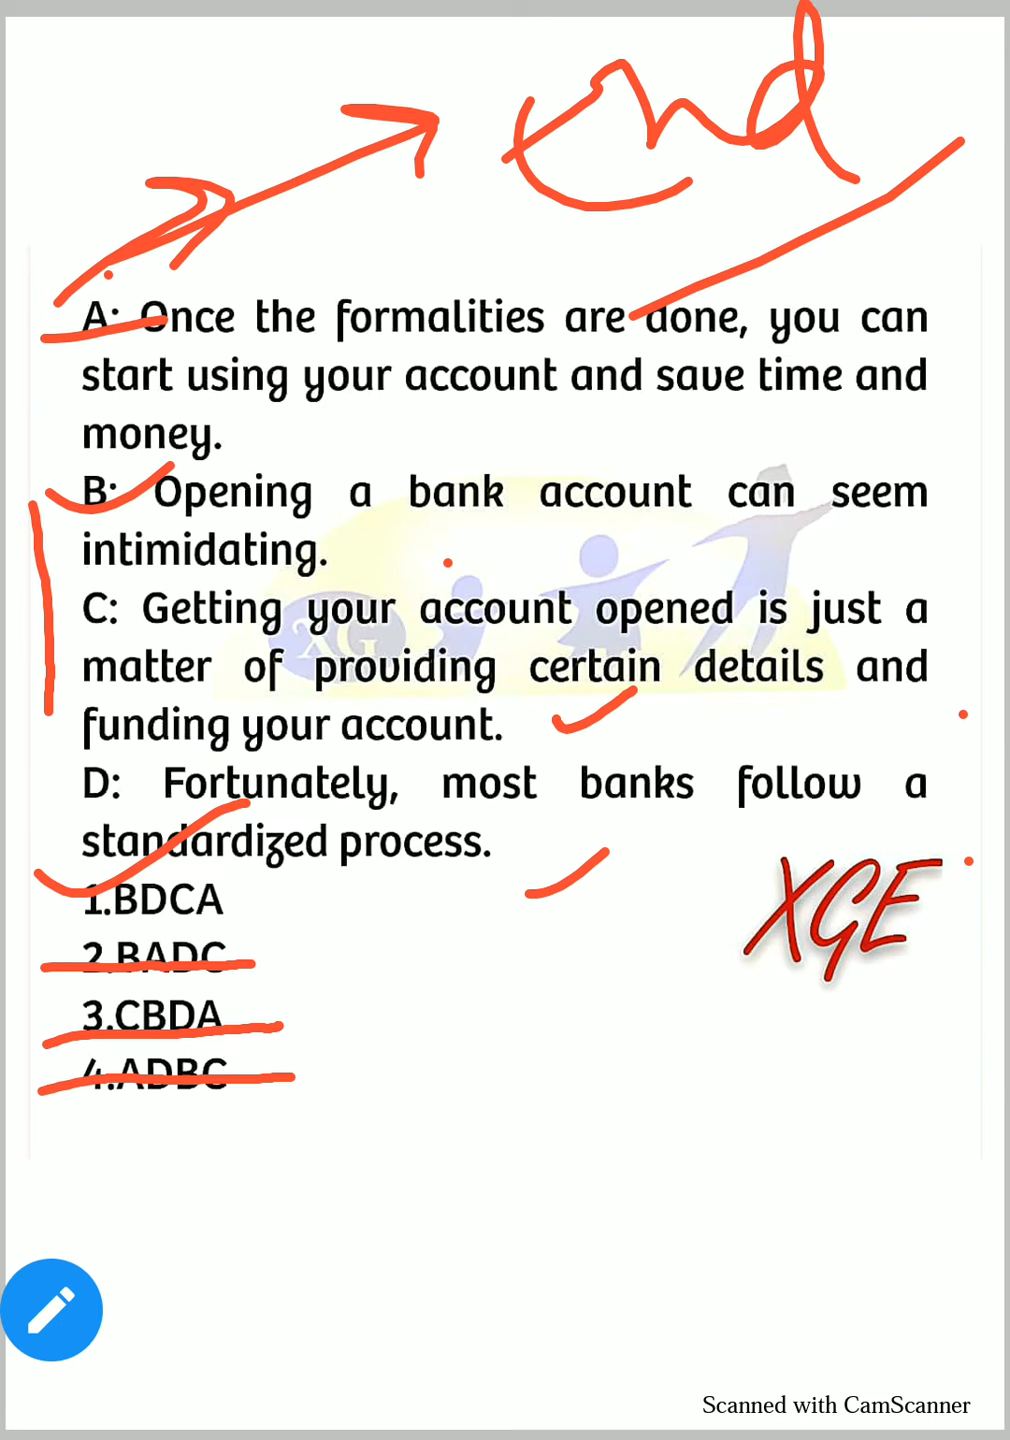 end
A: Once the formalities are done, you can
start using your account and save time and
money.
B: Opening a bank account can seem
intimidating.
C: Getting your account opened is just a
matter of providing certain details and
funding your account.
D: Fortunately, most banks follow a
standardized process.
1.BDCA
2.BADC
3.CBDA
4.ADBC
XGE
Scanned with CamScanner